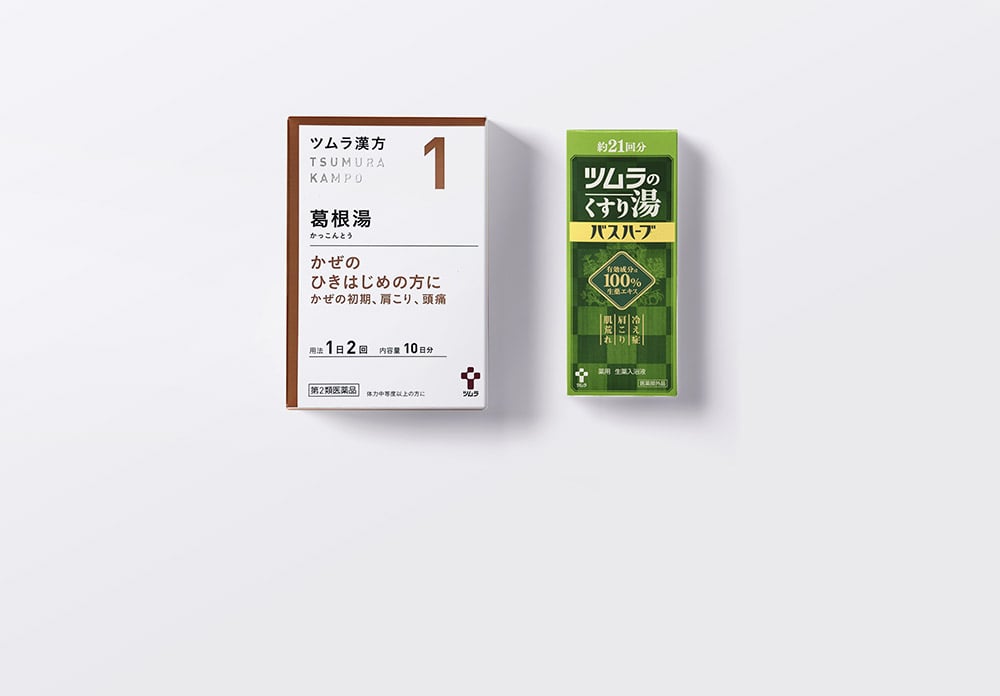 ツムラ漢方
TSUMURA
KAMPO
1
葛根湯
かっこんとう
かぜの
ひきはじめの方に
かぜの初期、肩こり、頭痛
用法 1日2回 内容量 10日分
第2類医薬品
体力中等度以上の方に
ツムラ
約21回分
ツムラの
くすり湯
バスハーブ
有効成分は
100%
生薬エキス
冷え症
肩こり
肌荒れ
薬用 生薬入浴液
ツムラ
医薬部外品